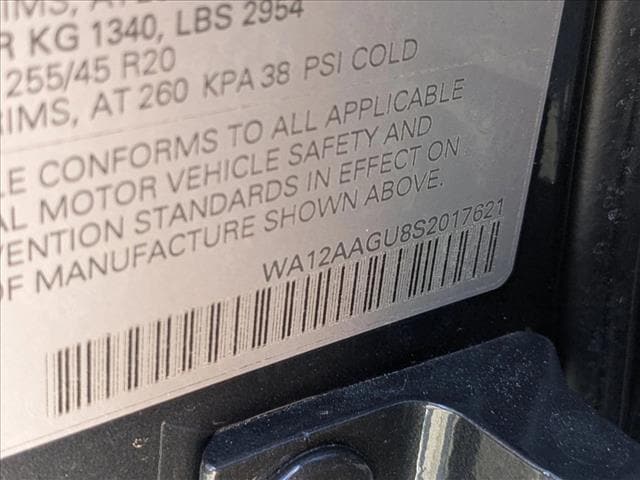 R KG 1340, LBS 2954
255/45 R20
RIMS, AT 260 KPA 38 PSI COLD
LE CONFORMS TO ALL APPLICABLE
AL MOTOR VEHICLE SAFETY AND
VENTION STANDARDS IN EFFECT ON
OF MANUFACTURE SHOWN ABOVE.
WA12AAGU8S2017621